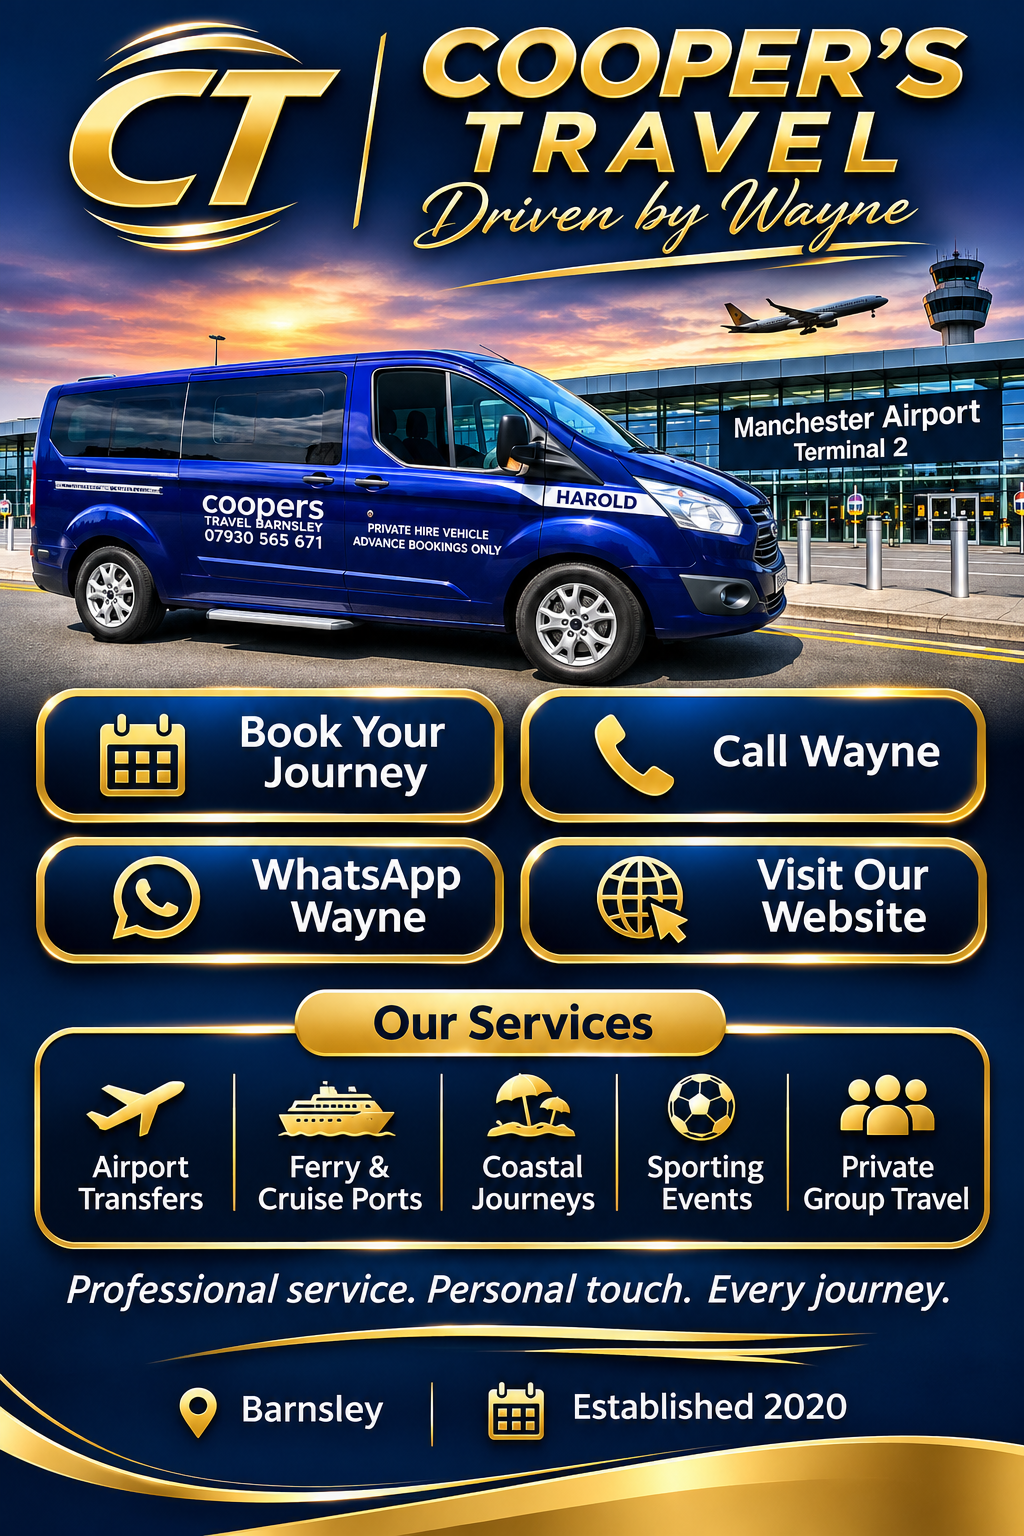 CT
COOPER'S
TRAVEL
Driven by Wayne
Manchester Airport
Terminal 2
HAROLD
coopers
TRAVEL BARNSLEY
07930 565 671
PRIVATE HIRE VEHICLE
ADVANCE BOOKINGS ONLY
Book Your
Journey
Call Wayne
WhatsApp
Wayne
Visit Our
Website
Our Services
Airport
Transfers
Ferry &
Cruise Ports
Coastal
Journeys
Sporting
Events
Private
Group Travel
Professional service. Personal touch. Every journey.
Barnsley
Established 2020